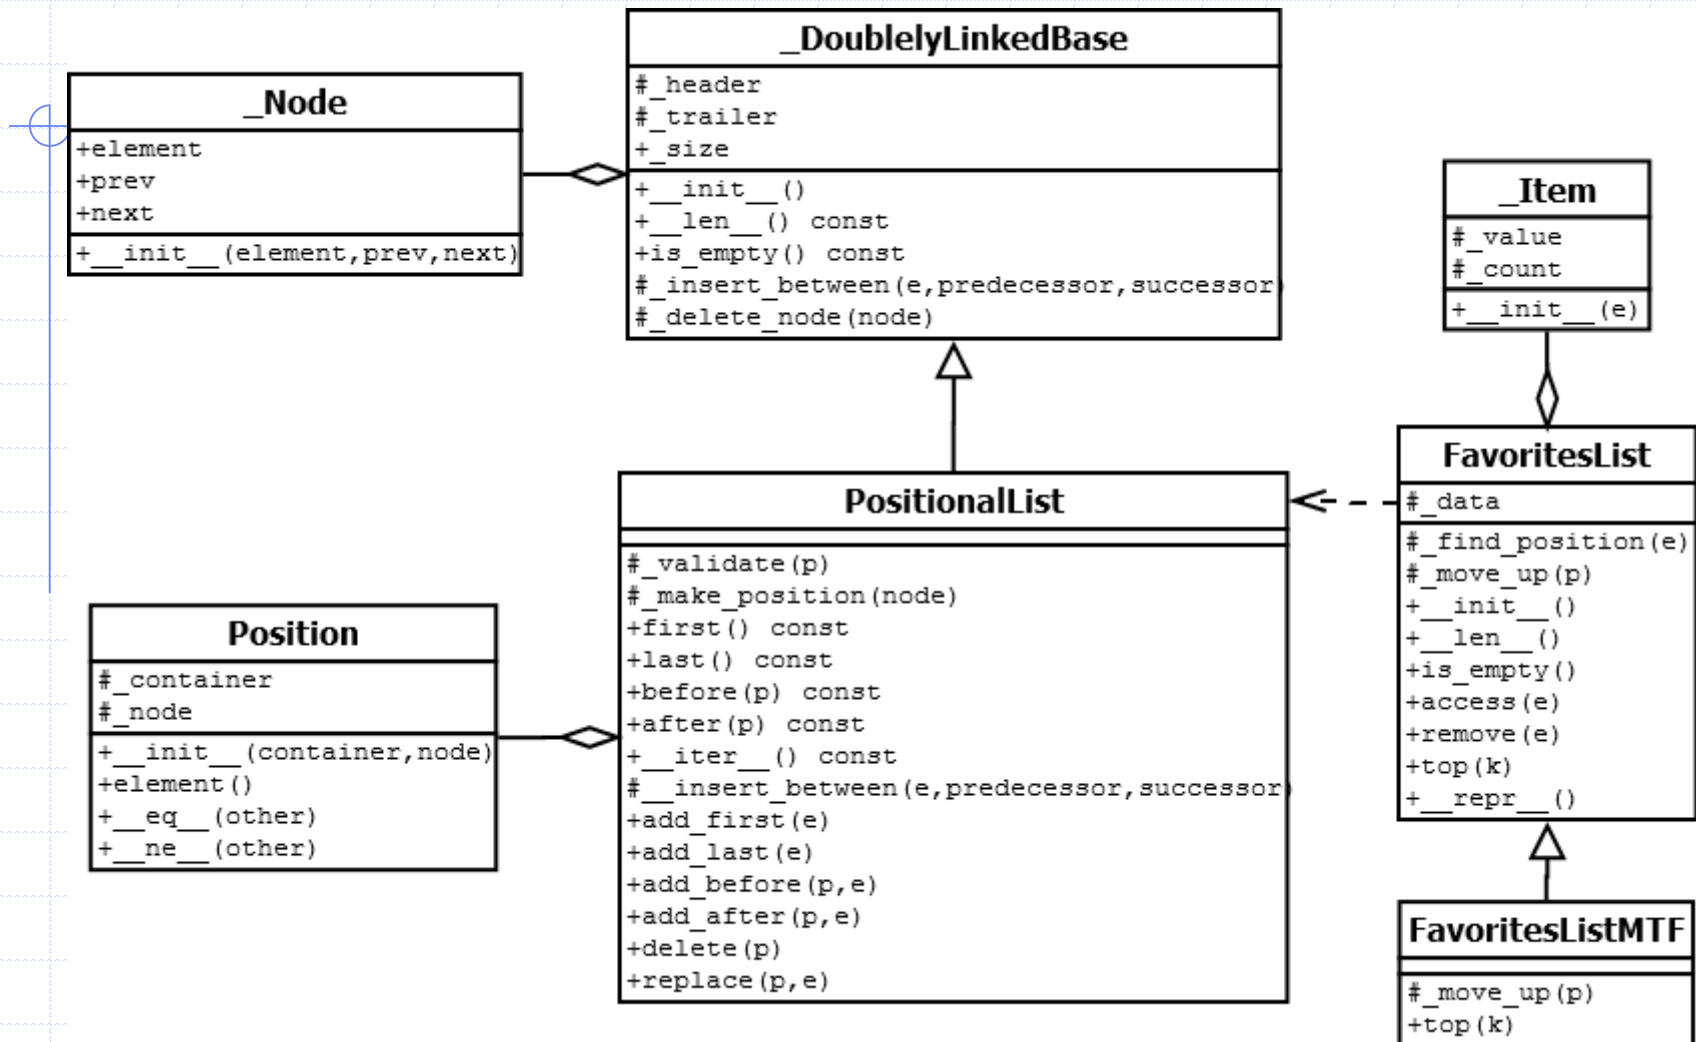 _DoublelyLinkedBase
#_header
#_trailer
+_size
+__init__()
+__len__() const
+is_empty() const
#_insert_between(e,predecessor,successor)
#_delete_node(node)
_Node
+element
+prev
+next
+__init__(element,prev,next)
_Item
#_value
#_count
+__init__(e)
FavoritesList
#_data
#_find_position(e)
#_move_up(p)
+__init__()
+__len__()
+is_empty()
+access(e)
+remove(e)
+top(k)
+__repr__()
PositionalList
#_validate(p)
#_make_position(node)
+first() const
+last() const
+before(p) const
+after(p) const
+__iter__() const
#__insert_between(e,predecessor,successor)
+add_first(e)
+add_last(e)
+add_before(p,e)
+add_after(p,e)
+delete(p)
+replace(p,e)
Position
#_container
#_node
+__init__(container,node)
+element()
+__eq__(other)
+__ne__(other)
FavoritesListMTF
#_move_up(p)
+top(k)